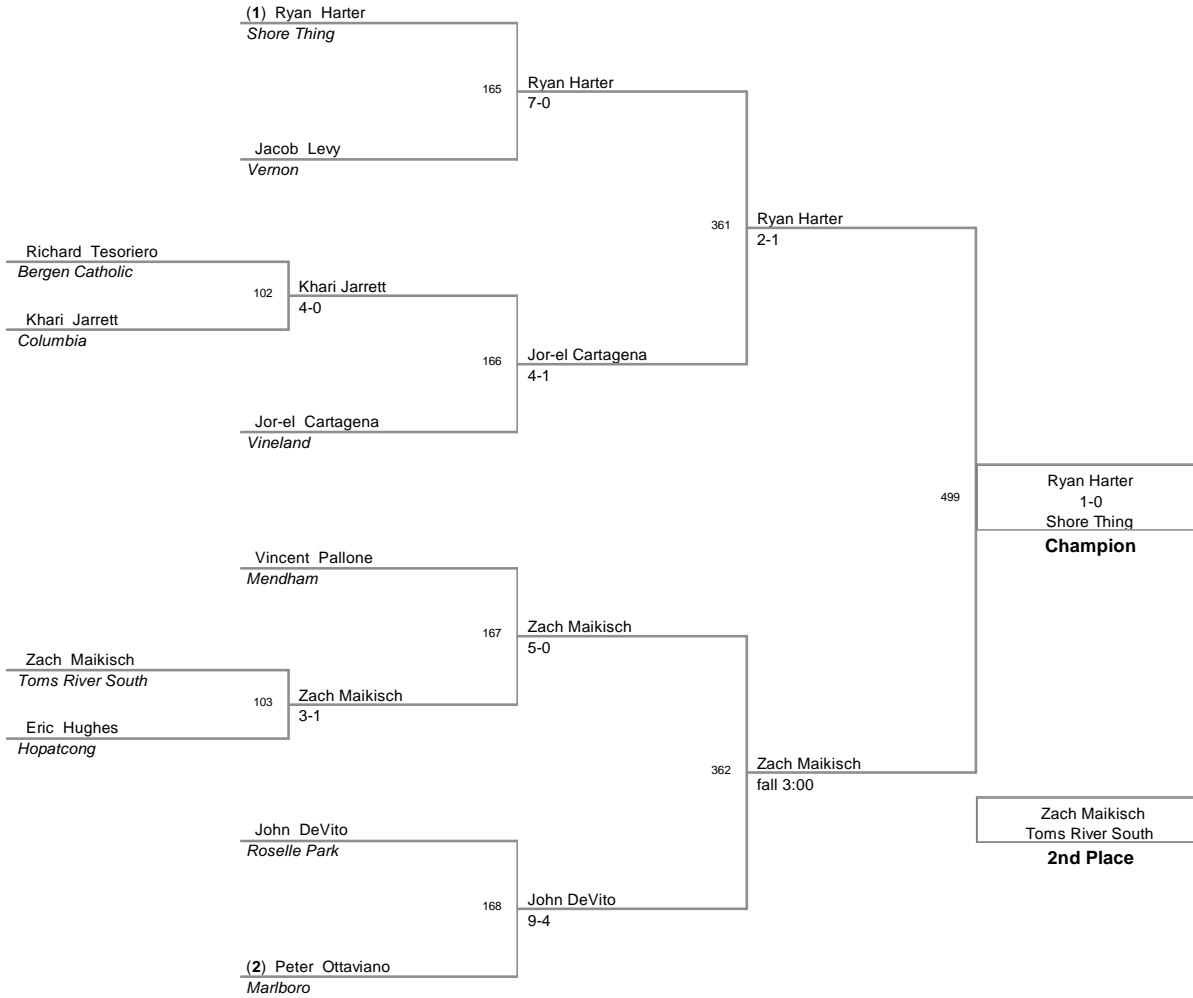 (1) Ryan Harter
Shore Thing
165
Ryan Harter
7-0
Jacob Levy
Vernon
361
Ryan Harter
2-1
Richard Tesoriero
Bergen Catholic
102
Khari Jarrett
4-0
Khari Jarrett
Columbia
166
Jor-el Cartagena
4-1
Jor-el Cartagena
Vineland
499
Ryan Harter
1-0
Shore Thing
Champion
Vincent Pallone
Mendham
167
Zach Maikisch
5-0
Zach Maikisch
Toms River South
103
Zach Maikisch
3-1
Eric Hughes
Hopatcong
362
Zach Maikisch
fall 3:00
Zach Maikisch
Toms River South
2nd Place
John DeVito
Roselle Park
168
John DeVito
9-4
(2) Peter Ottaviano
Marlboro